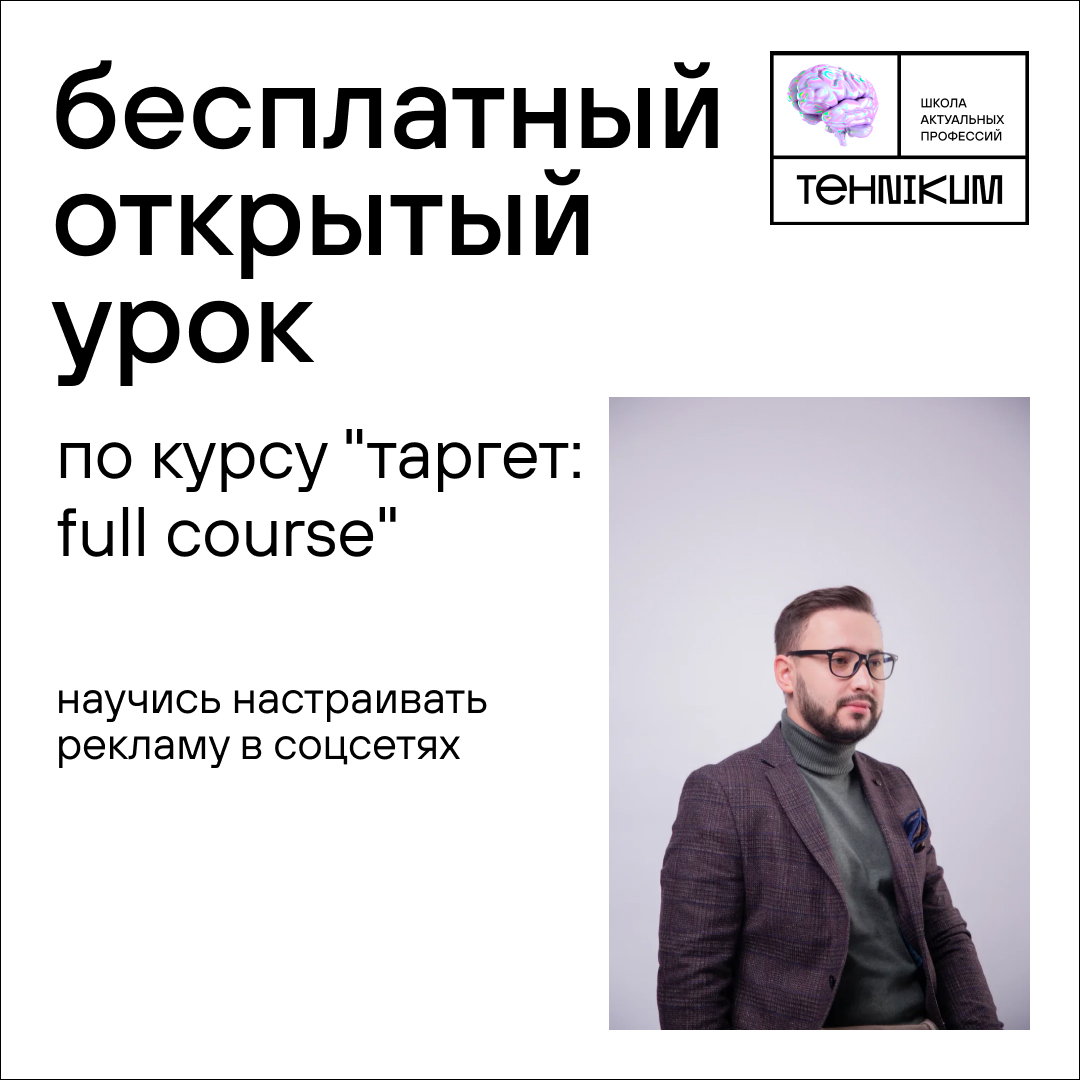 бесплатный
открытый
урок
ШКОЛА
АКТУАЛЬНЫХ
ПРОФЕССИЙ
TEHNIKUM
по курсу "таргет:
full course"
научись настраивать
рекламу в соцсетях